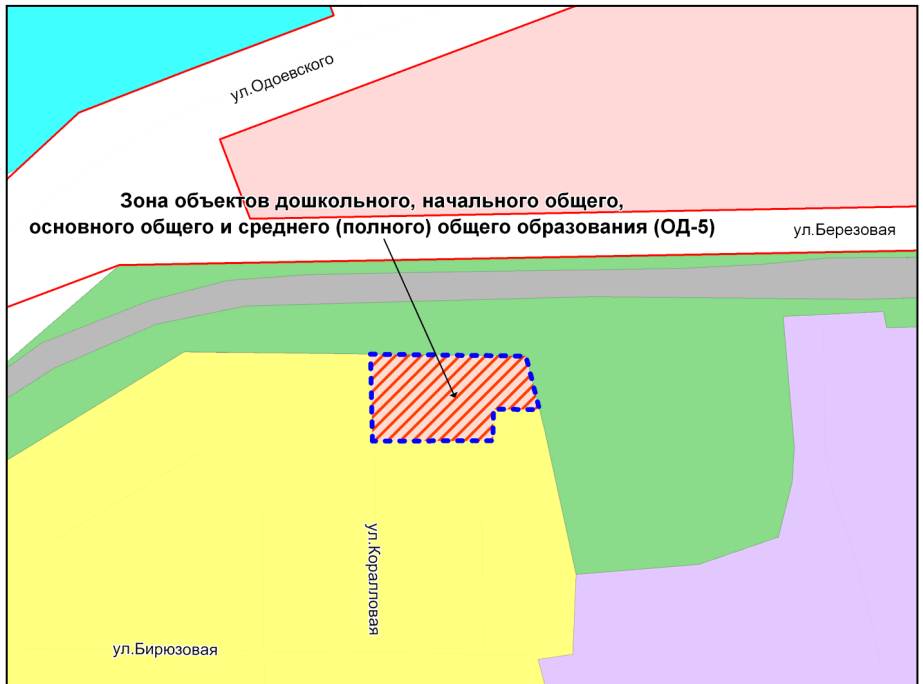 ул.Одоевского
Зона объектов дошкольного, начального общего,
основного общего и среднего (полного) общего образования (ОД-5)
ул.Березовая
ул.Коралловая
ул.Бирюзовая